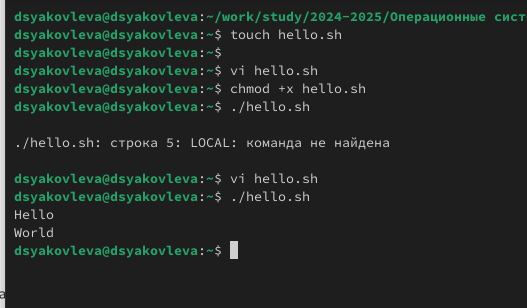 dsyakovleva@dsyakovleva:~/work/study/2024-2025/Операционные сист
dsyakovleva@dsyakovleva:~$ touch hello.sh
dsyakovleva@dsyakovleva:~$
dsyakovleva@dsyakovleva:~$ vi hello.sh
dsyakovleva@dsyakovleva:~$ chmod +x hello.sh
dsyakovleva@dsyakovleva:~$ ./hello.sh
./hello.sh: строка 5: LOCAL: команда не найдена
dsyakovleva@dsyakovleva:~$ vi hello.sh
dsyakovleva@dsyakovleva:~$ ./hello.sh
Hello
World
dsyakovleva@dsyakovleva:~$